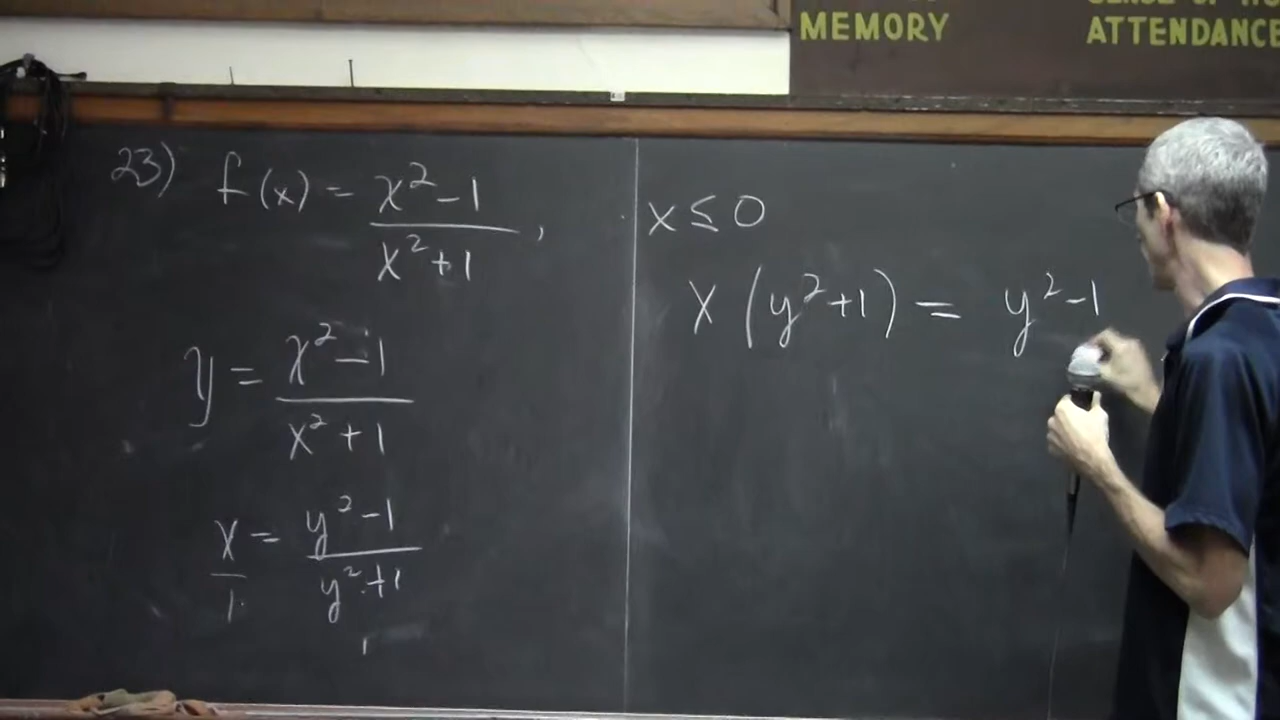 MEMORY
ATTENDANCE
23) f(x) = x²-1 / x²+1 , x ≤ 0
x (y²+1) = y²-1
y = x²-1 / x²+1
x/1 = y²-1 / y²+1